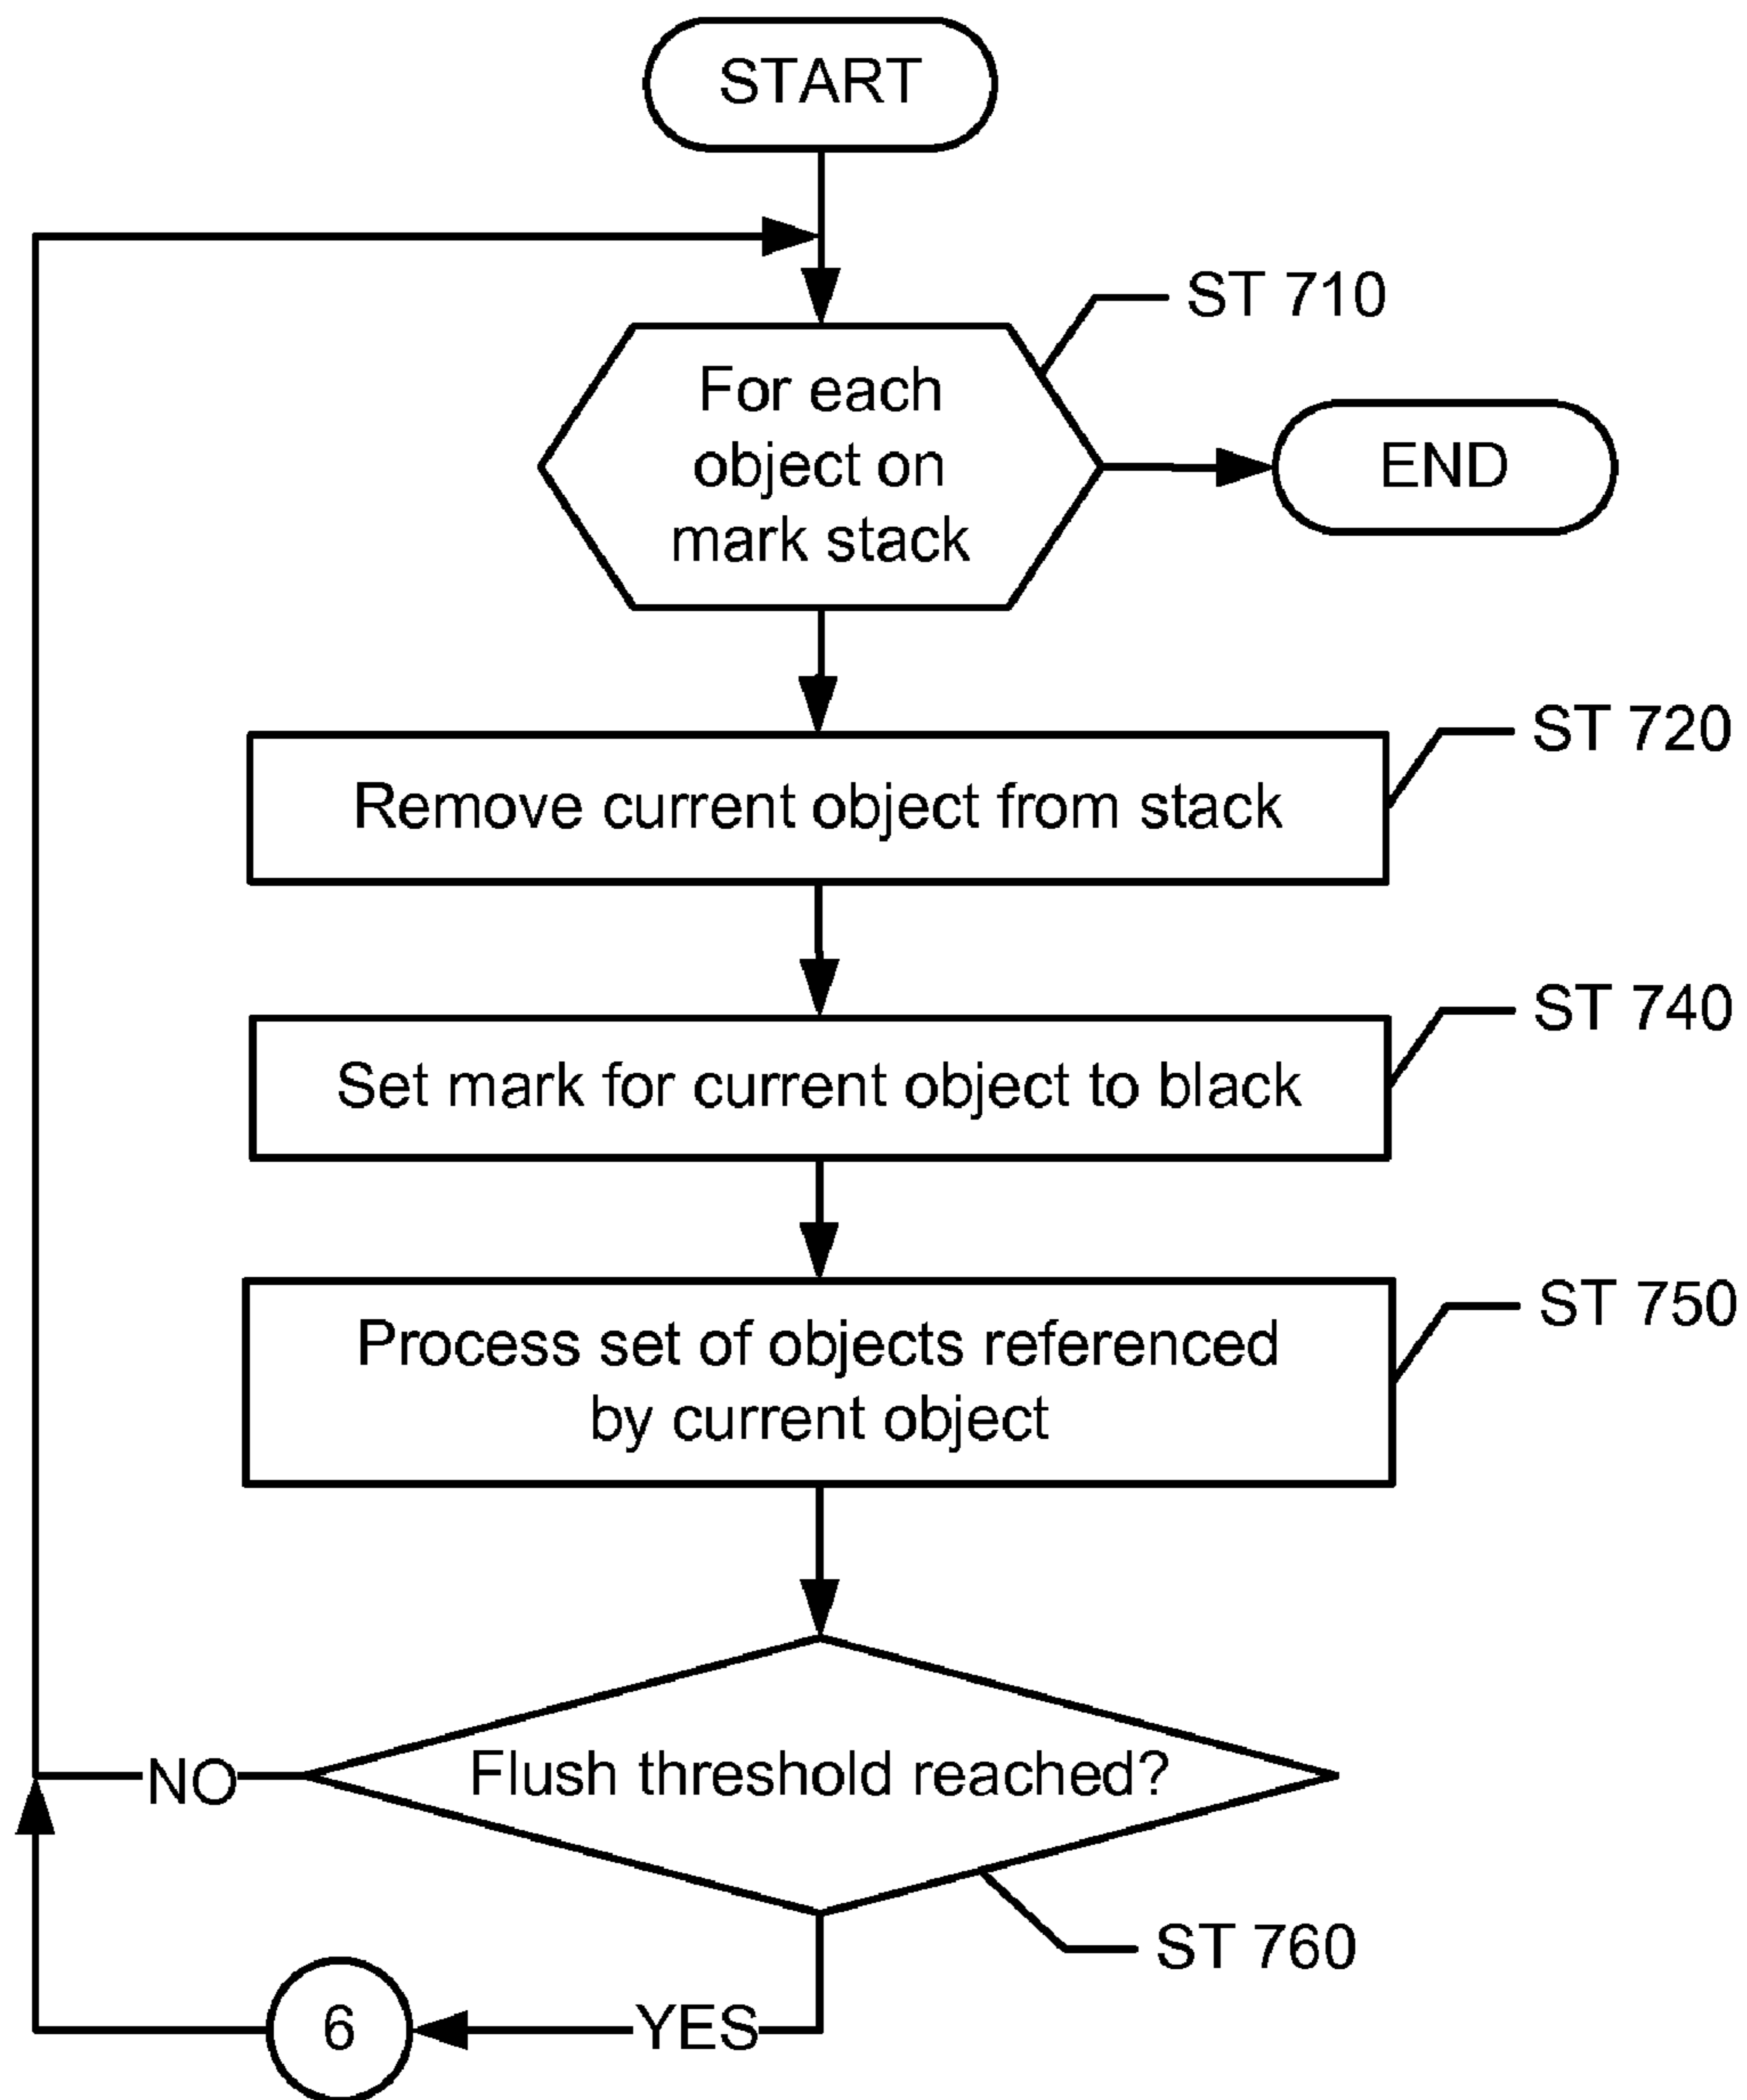 START
ST 710
For each
object on
mark stack
END
ST 720
Remove current object from stack
ST 740
Set mark for current object to black
ST 750
Process set of objects referenced
by current object
Flush threshold reached?
NO
ST 760
YES
6